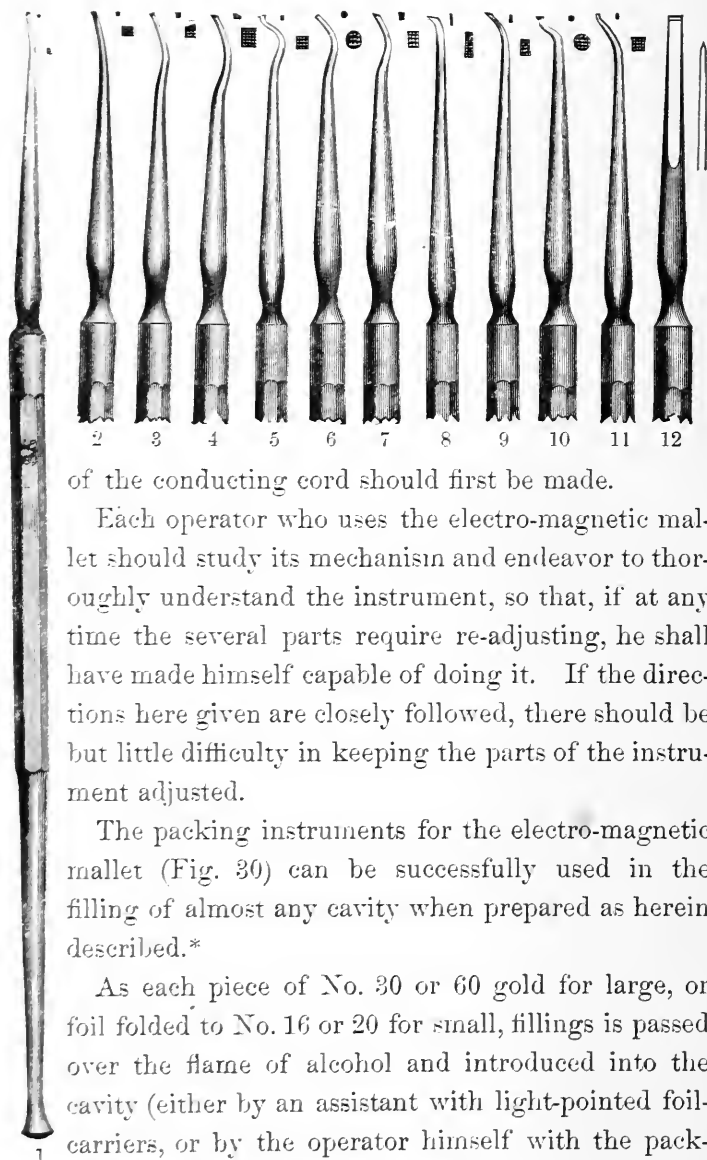 2 3 4 5 6 7 8 9 10 11 12
of the conducting cord should first be made.
Each operator who uses the electro-magnetic mal-
let should study its mechanism and endeavor to thor-
oughly understand the instrument, so that, if at any
time the several parts require re-adjusting, he shall
have made himself capable of doing it. If the direc-
tions here given are closely followed, there should be
but little difficulty in keeping the parts of the instru-
ment adjusted.
The packing instruments for the electro-magnetic
mallet (Fig. 30) can be successfully used in the
filling of almost any cavity when prepared as herein
described.*
As each piece of No. 30 or 60 gold for large, or
foil folded to No. 16 or 20 for small, fillings is passed
over the flame of alcohol and introduced into the
cavity (either by an assistant with light-pointed foil-
carriers, or by the operator himself with the pack-
1